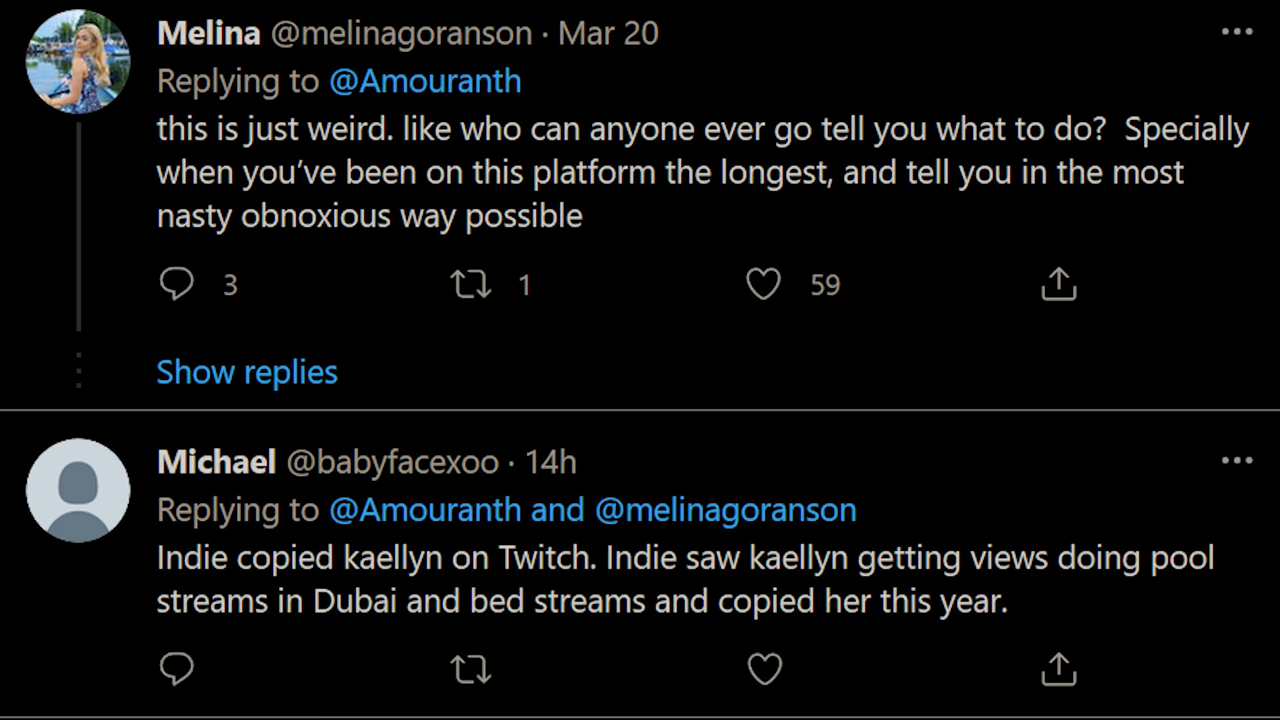 Melina @melinagoranson · Mar 20
Replying to @Amouranth
this is just weird. like who can anyone ever go tell you what to do?  Specially
when you’ve been on this platform the longest, and tell you in the most
nasty obnoxious way possible
3 1 59
Show replies
Michael @babyfacexoo · 14h
Replying to @Amouranth and @melinagoranson
Indie copied kaellyn on Twitch. Indie saw kaellyn getting views doing pool
streams in Dubai and bed streams and copied her this year.